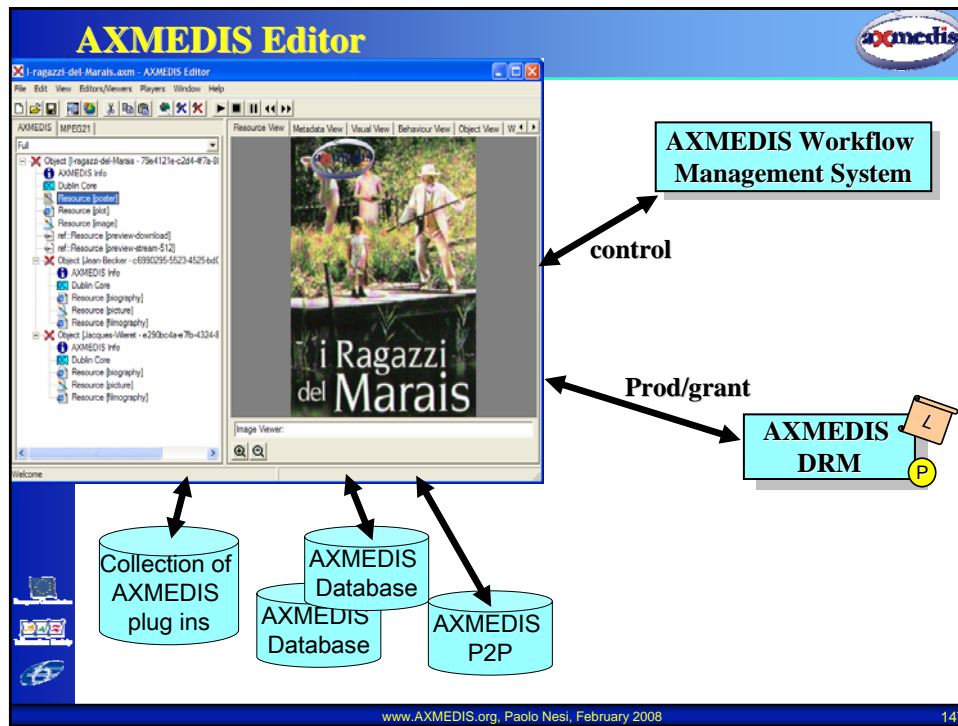 AXMEDIS Editor
axmedis
i-ragazzi-del-Marais.axm - AXMEDIS Editor
File Edit View Editors/Viewers Players Window Help
AXMEDIS MPEG21
Resource View Metadata View Visual View Behaviour View Object View W
Full
Object [I-ragazzi-del-Marais - 79e4121e-c2d4-4f7a-8
AXMEDIS Info
Dublin Core
Resource [poster]
Resource [plot]
Resource [image]
ref::Resource [preview-download]
ref::Resource [preview-stream-512]
Object [Jean-Becker - c6990295-5523-4525-bd
AXMEDIS Info
Dublin Core
Resource [biography]
Resource [picture]
Resource [filmography]
Object [Jacques-Villeret - e290bc4a-e7fb-4324-8
AXMEDIS Info
Dublin Core
Resource [biography]
Resource [picture]
Resource [filmography]
axmedis
i Ragazzi
del Marais
Image Viewer:
Welcome
AXMEDIS Workflow
Management System
control
Prod/grant
AXMEDIS
DRM
L
P
Collection of
AXMEDIS
plug ins
AXMEDIS
Database
AXMEDIS
Database
AXMEDIS
P2P
www.AXMEDIS.org, Paolo Nesi, February 2008